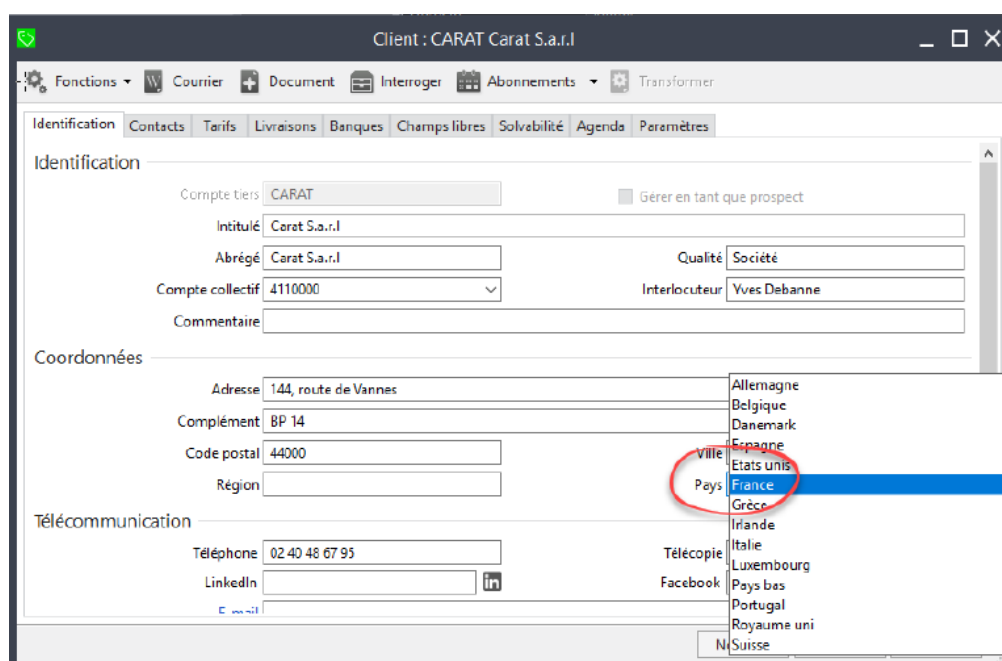 Client : CARAT Carat S.a.r.l
Fonctions Courrier Document Interroger Abonnements Transformer
Identification Contacts Tarifs Livraisons Banques Champs libres Solvabilité Agenda Paramètres
Identification
Compte tiers CARAT Gérer en tant que prospect
Intitulé Carat S.a.r.l
Abrégé Carat S.a.r.l Qualité Société
Compte collectif 4110000 Interlocuteur Yves Debanne
Commentaire
Coordonnées
Adresse 144, route de Vannes
Complément BP 14
Code postal 44000 Ville
Région Pays
Allemagne
Belgique
Danemark
Espagne
Etats unis
France
Grèce
Irlande
Italie
Luxembourg
Pays bas
Portugal
Royaume uni
Suisse
Télécommunication
Téléphone 02 40 48 67 95 Télécopie
LinkedIn in Facebook
E-mail